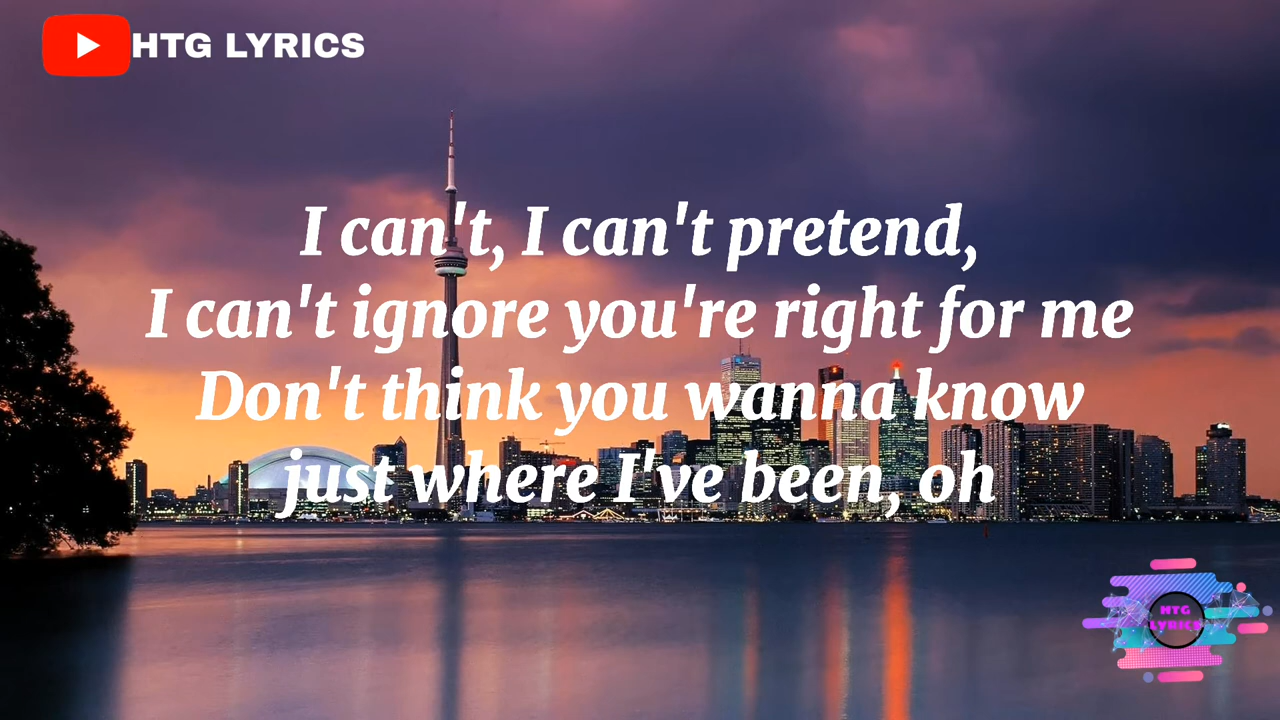 HTG LYRICS
I can't, I can't pretend,
I can't ignore you're right for me
Don't think you wanna know
just where I've been, oh
HTG
LYRICS